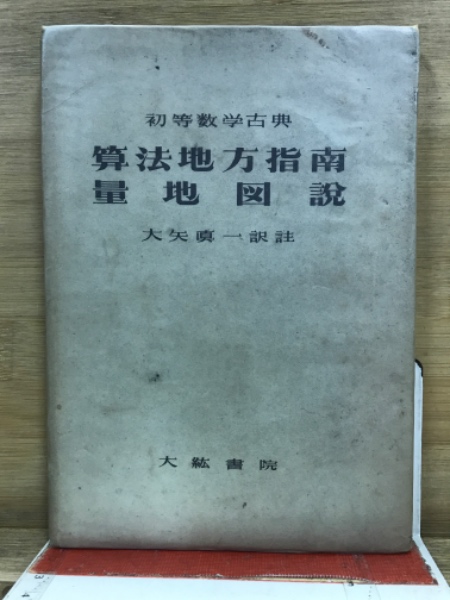 初等数学古典
算法地方指南
量地図説
大矢真一訳註
大紘書院